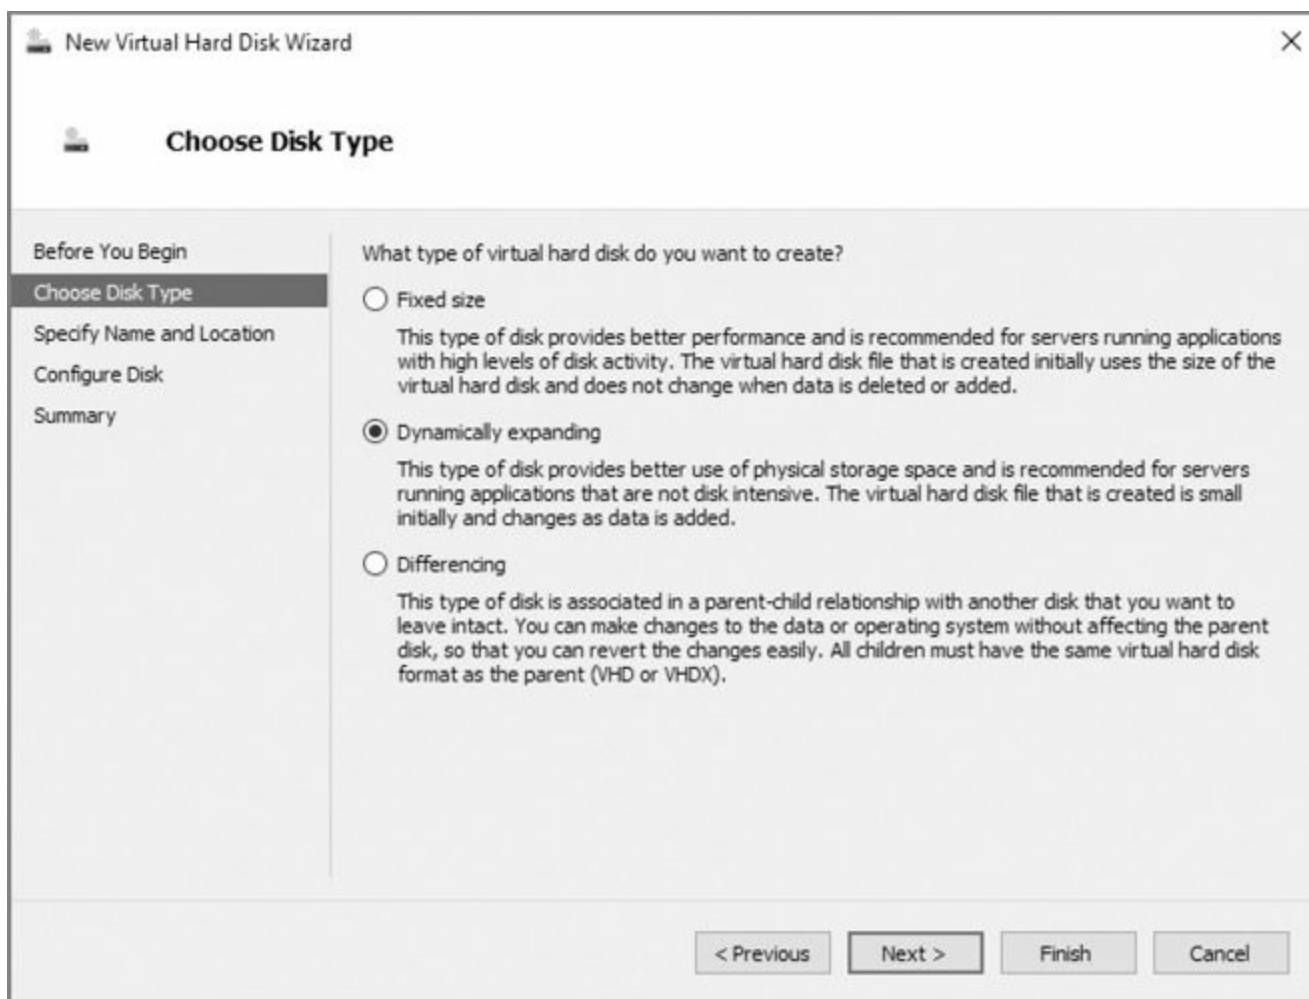 New Virtual Hard Disk Wizard
Choose Disk Type
Before You Begin
Choose Disk Type
Specify Name and Location
Configure Disk
Summary
What type of virtual hard disk do you want to create?
Fixed size
This type of disk provides better performance and is recommended for servers running applications
with high levels of disk activity. The virtual hard disk file that is created initially uses the size of the
virtual hard disk and does not change when data is deleted or added.
Dynamically expanding
This type of disk provides better use of physical storage space and is recommended for servers
running applications that are not disk intensive. The virtual hard disk file that is created is small
initially and changes as data is added.
Differencing
This type of disk is associated in a parent-child relationship with another disk that you want to
leave intact. You can make changes to the data or operating system without affecting the parent
disk, so that you can revert the changes easily. All children must have the same virtual hard disk
format as the parent (VHD or VHDX).
< Previous
Next >
Finish
Cancel